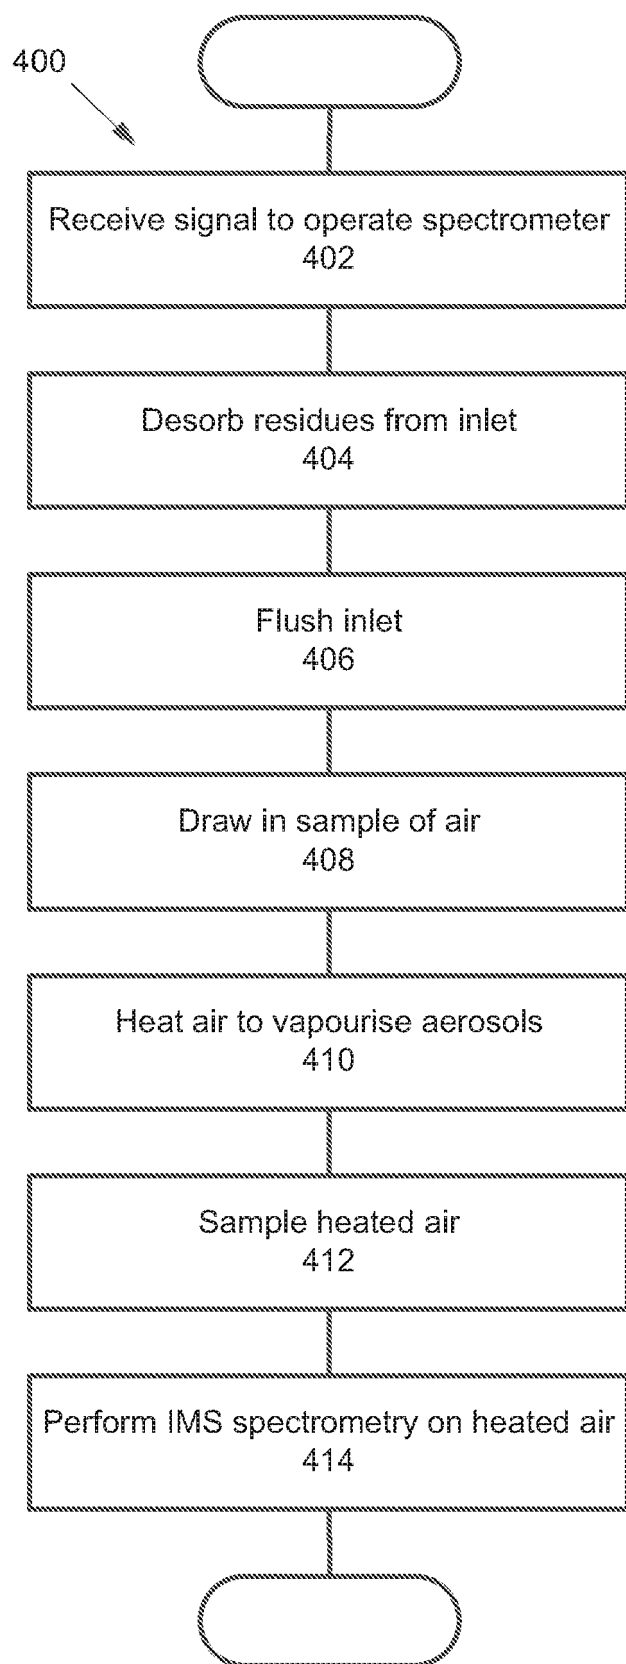 400
Receive signal to operate spectrometer
402
Desorb residues from inlet
404
Flush inlet
406
Draw in sample of air
408
Heat air to vapourise aerosols
410
Sample heated air
412
Perform IMS spectrometry on heated air
414